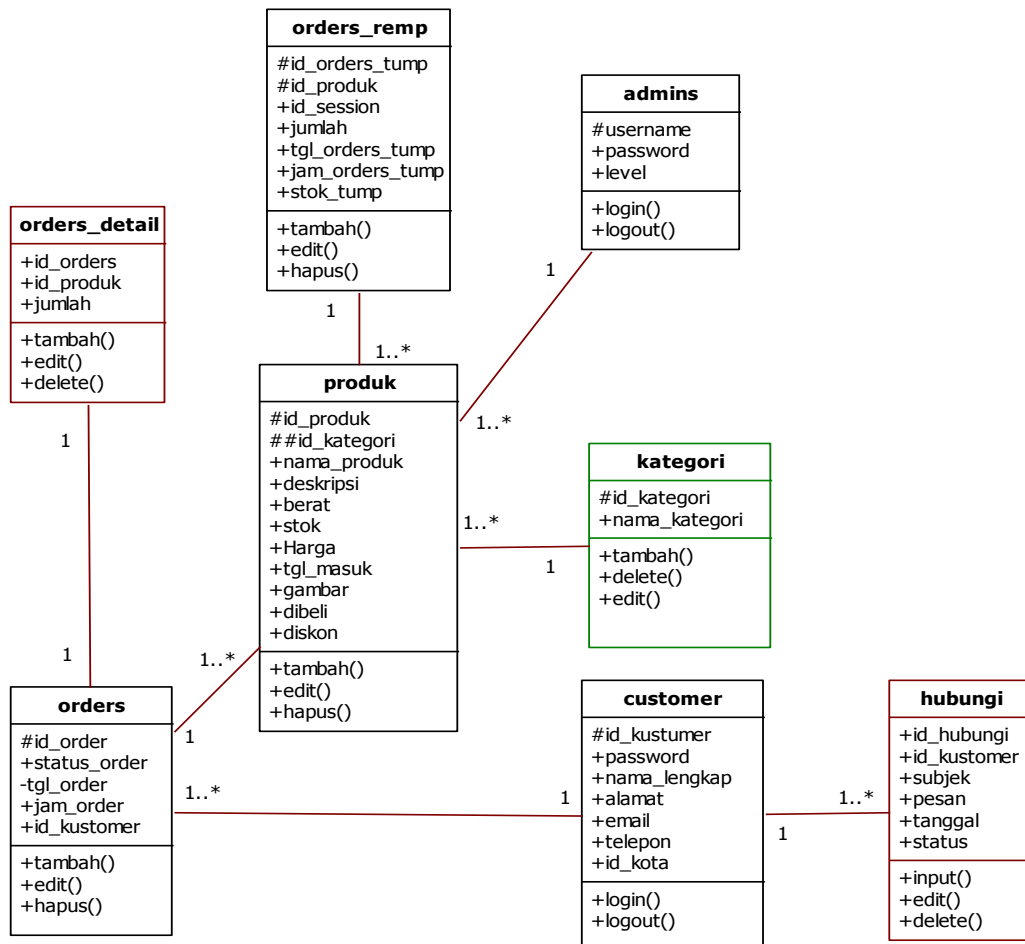 orders_remp
#id_orders_tump
#id_produk
+id_session
+jumlah
+tgl_orders_tump
+jam_orders_tump
+stok_tump
+tambah()
+edit()
+hapus()
admins
#username
+password
+level
+login()
+logout()
orders_detail
+id_orders
+id_produk
+jumlah
+tambah()
+edit()
+delete()
1
1..*
1
1..*
1
1
produk
#id_produk
##id_kategori
+nama_produk
+deskripsi
+berat
+stok
+Harga
+tgl_masuk
+gambar
+dibeli
+diskon
+tambah()
+edit()
+hapus()
kategori
#id_kategori
+nama_kategori
+tambah()
+delete()
+edit()
1..*
1
1..*
1
orders
#id_order
+status_order
-tgl_order
+jam_order
+id_kustomer
+tambah()
+edit()
+hapus()
1..*
1
customer
#id_kustumer
+password
+nama_lengkap
+alamat
+email
+telepon
+id_kota
+login()
+logout()
1
1..*
hubungi
+id_hubungi
+id_kustomer
+subjek
+pesan
+tanggal
+status
+input()
+edit()
+delete()